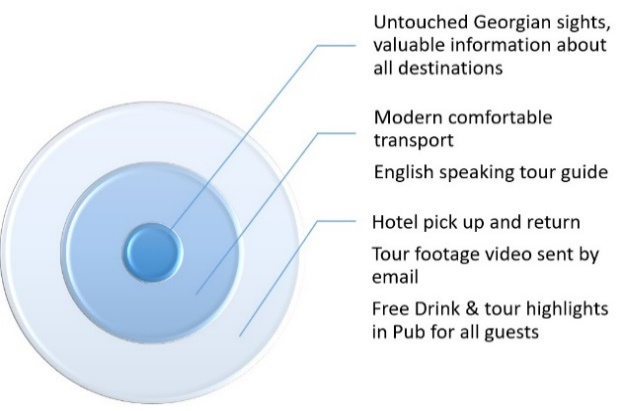 Untouched Georgian sights,
valuable information about
all destinations
Modern comfortable
transport
English speaking tour guide
Hotel pick up and return
Tour footage video sent by
email
Free Drink & tour highlights
in Pub for all guests